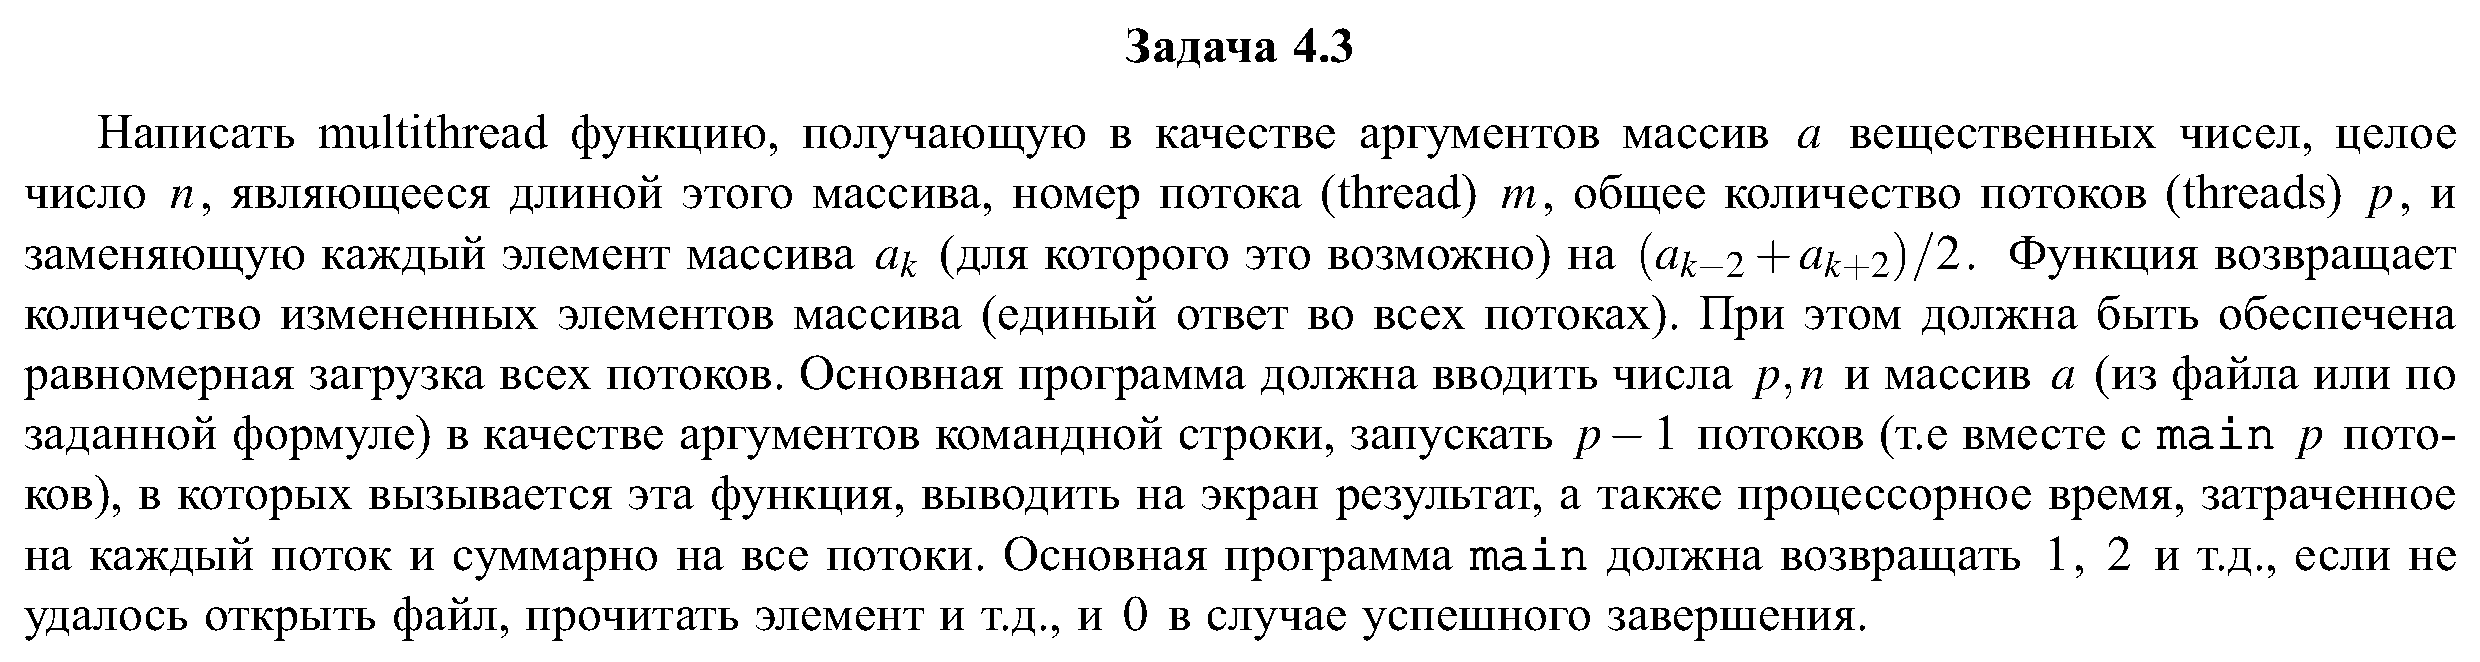 Задача 4.3
Написать multithread функцию, получающую в качестве аргументов массив a вещественных чисел, целое
число n, являющееся длиной этого массива, номер потока (thread) m, общее количество потоков (threads) p, и
заменяющую каждый элемент массива aₖ (для которого это возможно) на (aₖ₋₂+aₖ₊₂)/2. Функция возвращает
количество измененных элементов массива (единый ответ во всех потоках). При этом должна быть обеспечена
равномерная загрузка всех потоков. Основная программа должна вводить числа p,n и массив a (из файла или по
заданной формуле) в качестве аргументов командной строки, запускать p−1 потоков (т.е вместе с main p пото-
ков), в которых вызывается эта функция, выводить на экран результат, а также процессорное время, затраченное
на каждый поток и суммарно на все потоки. Основная программа main должна возвращать 1, 2 и т.д., если не
удалось открыть файл, прочитать элемент и т.д., и 0 в случае успешного завершения.